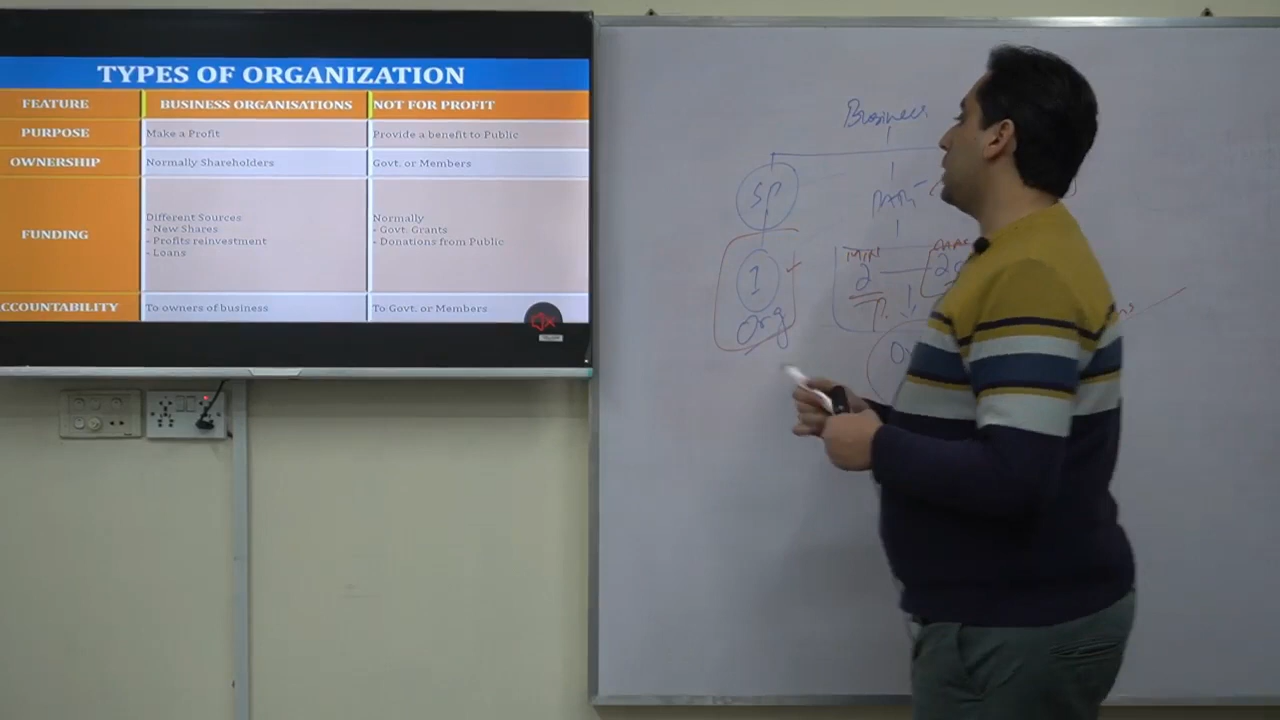 TYPES OF ORGANIZATION
FEATURE BUSINESS ORGANISATIONS NOT FOR PROFIT
PURPOSE Make a Profit Provide a benefit to Public
OWNERSHIP Normally Shareholders Govt. or Members
FUNDING
Different Sources
- New Shares
- Profits reinvestment
- Loans
Normally
- Govt. Grants
- Donations from Public
CCOUNTABILITY To owners of business To Govt. or Members
Business
SP
MIN
1
2
Org